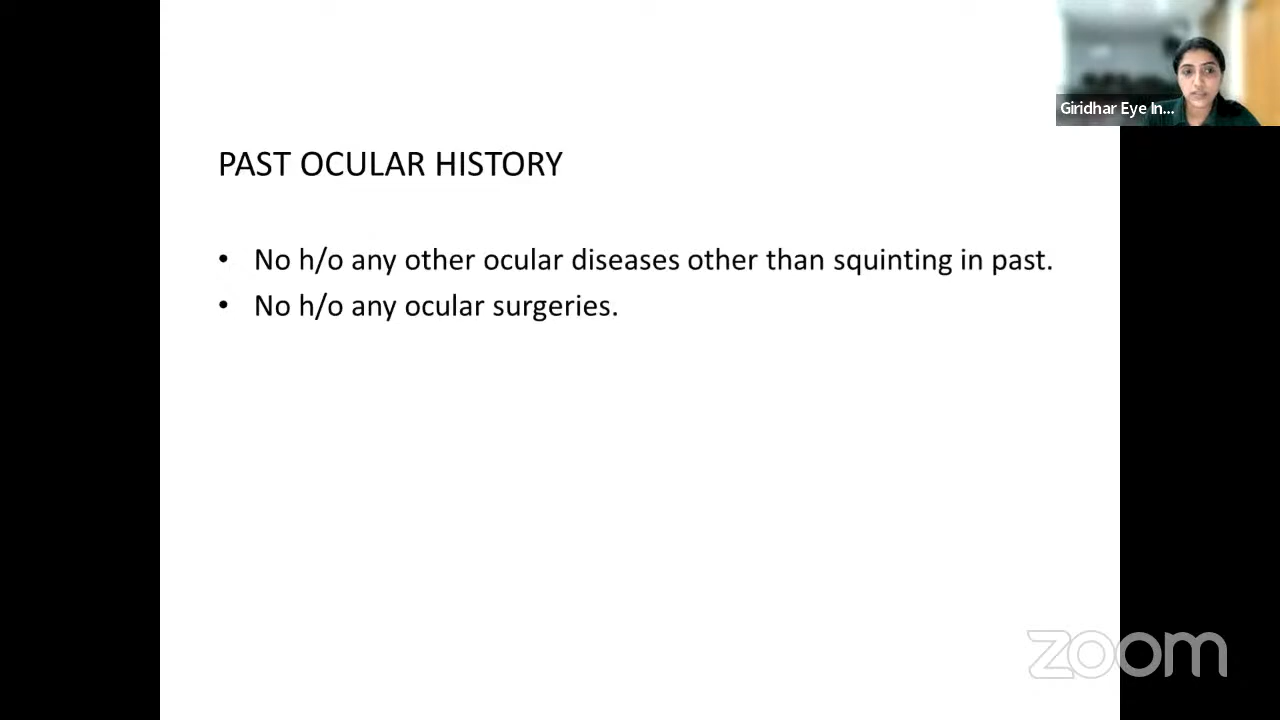 Giridhar Eye In...
PAST OCULAR HISTORY
• No h/o any other ocular diseases other than squinting in past.
• No h/o any ocular surgeries.
zoom